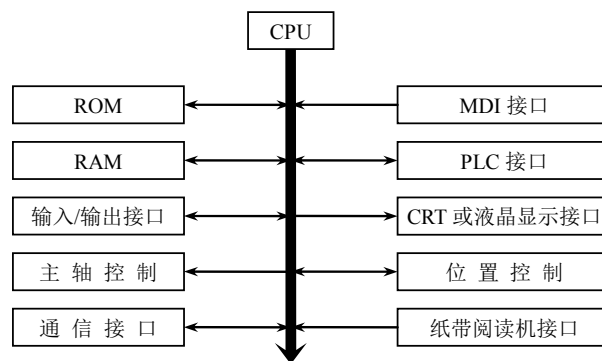 CPU
ROM
MDI 接口
RAM
PLC 接口
输入/输出接口
CRT 或液晶显示接口
主 轴 控 制
位 置 控 制
通 信 接 口
纸带阅读机接口